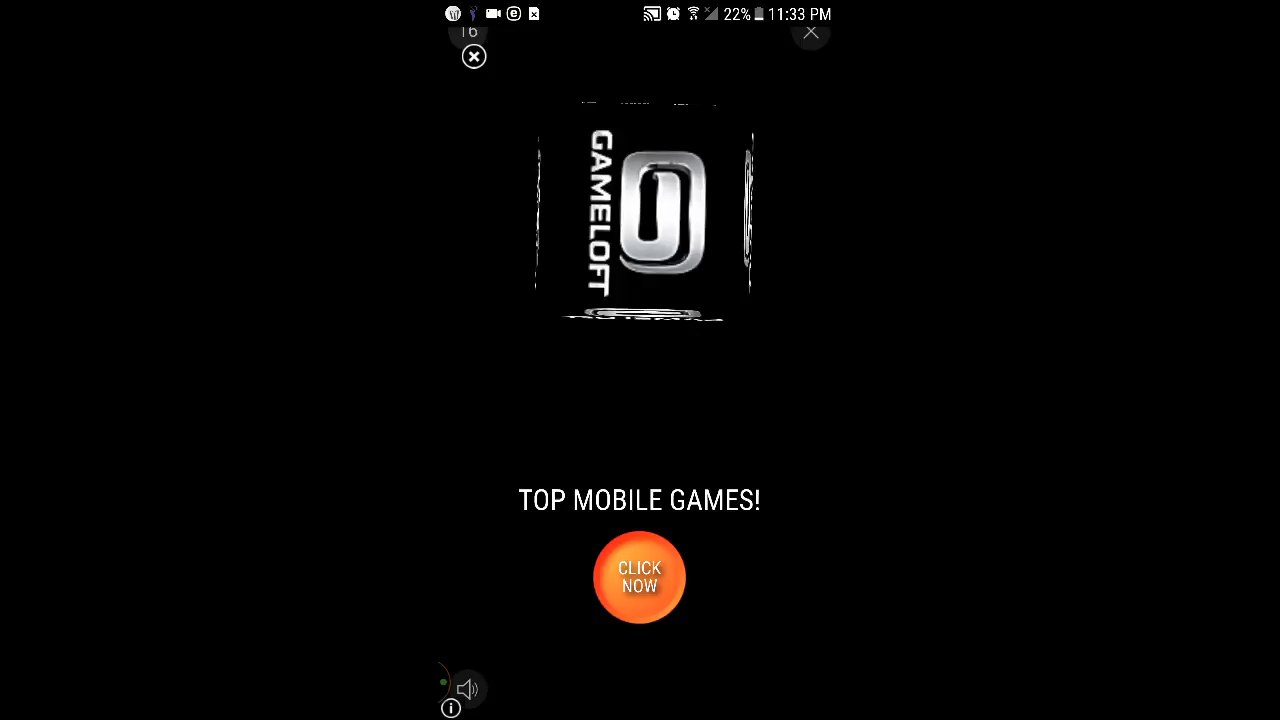 22% 11:33 PM
16
GAMELOFT
TOP MOBILE GAMES!
CLICK
NOW